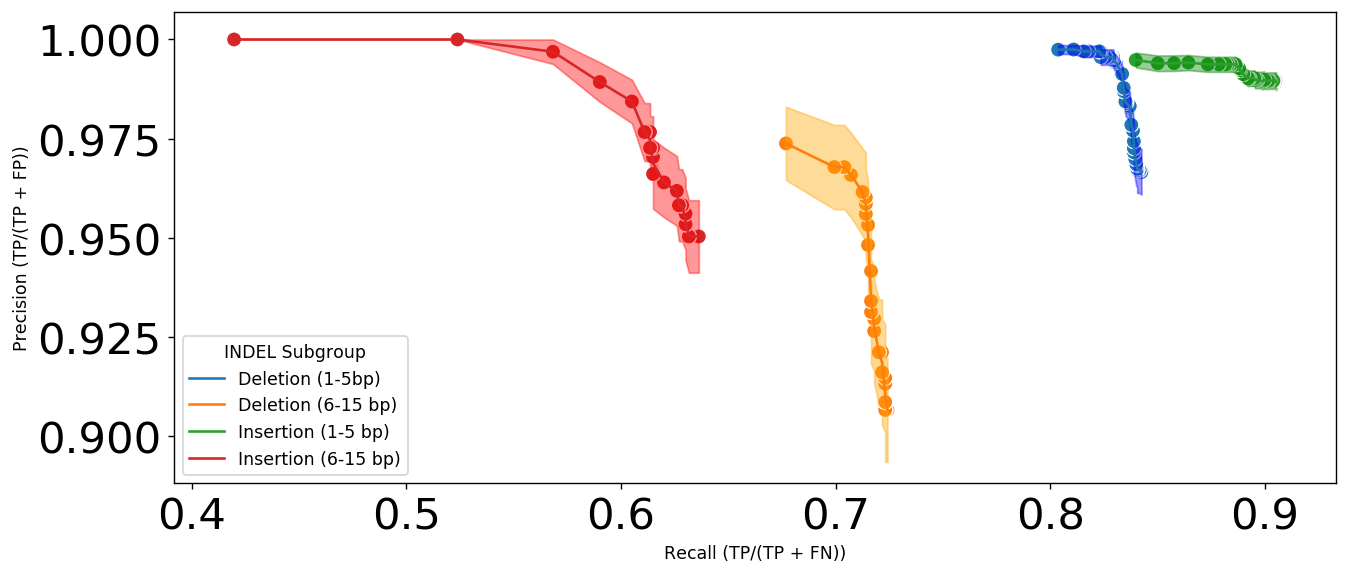 1.000
0.975
0.950
0.925
0.900
Precision (TP/(TP + FP))
INDEL Subgroup
Deletion (1-5bp)
Deletion (6-15 bp)
Insertion (1-5 bp)
Insertion (6-15 bp)
0.4 0.5 0.6 0.7 0.8 0.9
Recall (TP/(TP + FN))